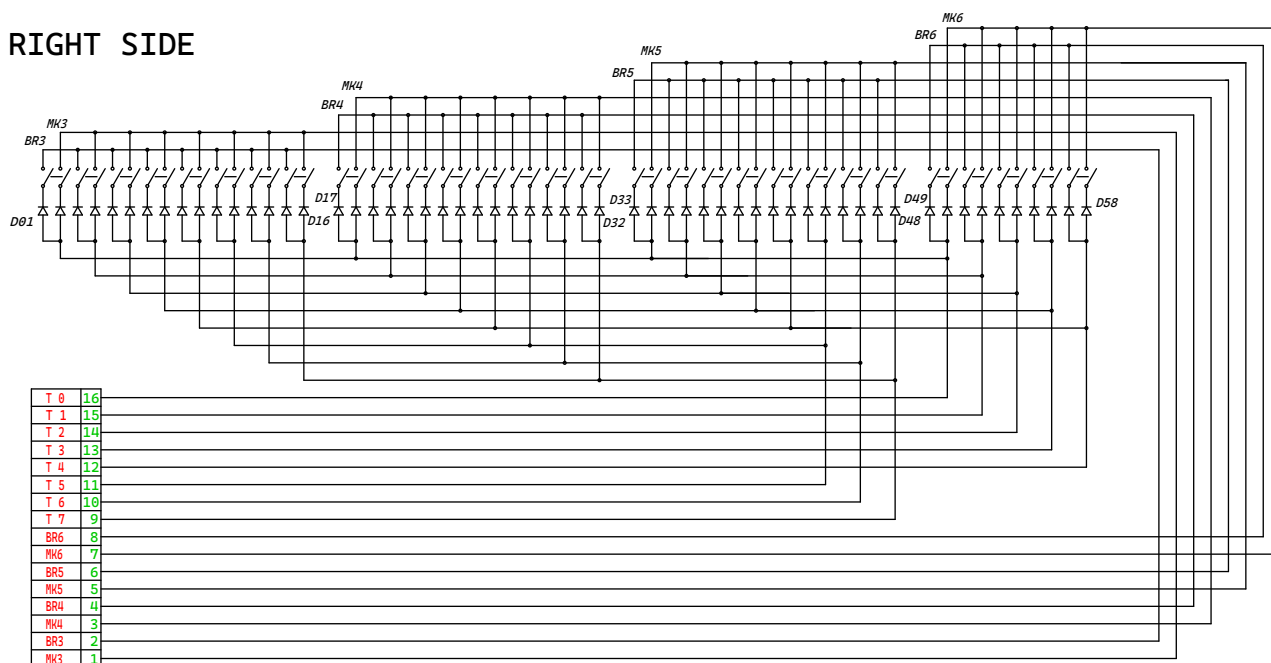 RIGHT SIDE
MK6
BR6
MK5
BR5
MK4
BR4
MK3
BR3
D01
D16
D17
D32
D33
D48
D49
D58
T 0 16
T 1 15
T 2 14
T 3 13
T 4 12
T 5 11
T 6 10
T 7 9
BR6 8
MK6 7
BR5 6
MK5 5
BR4 4
MK4 3
BR3 2
MK3 1